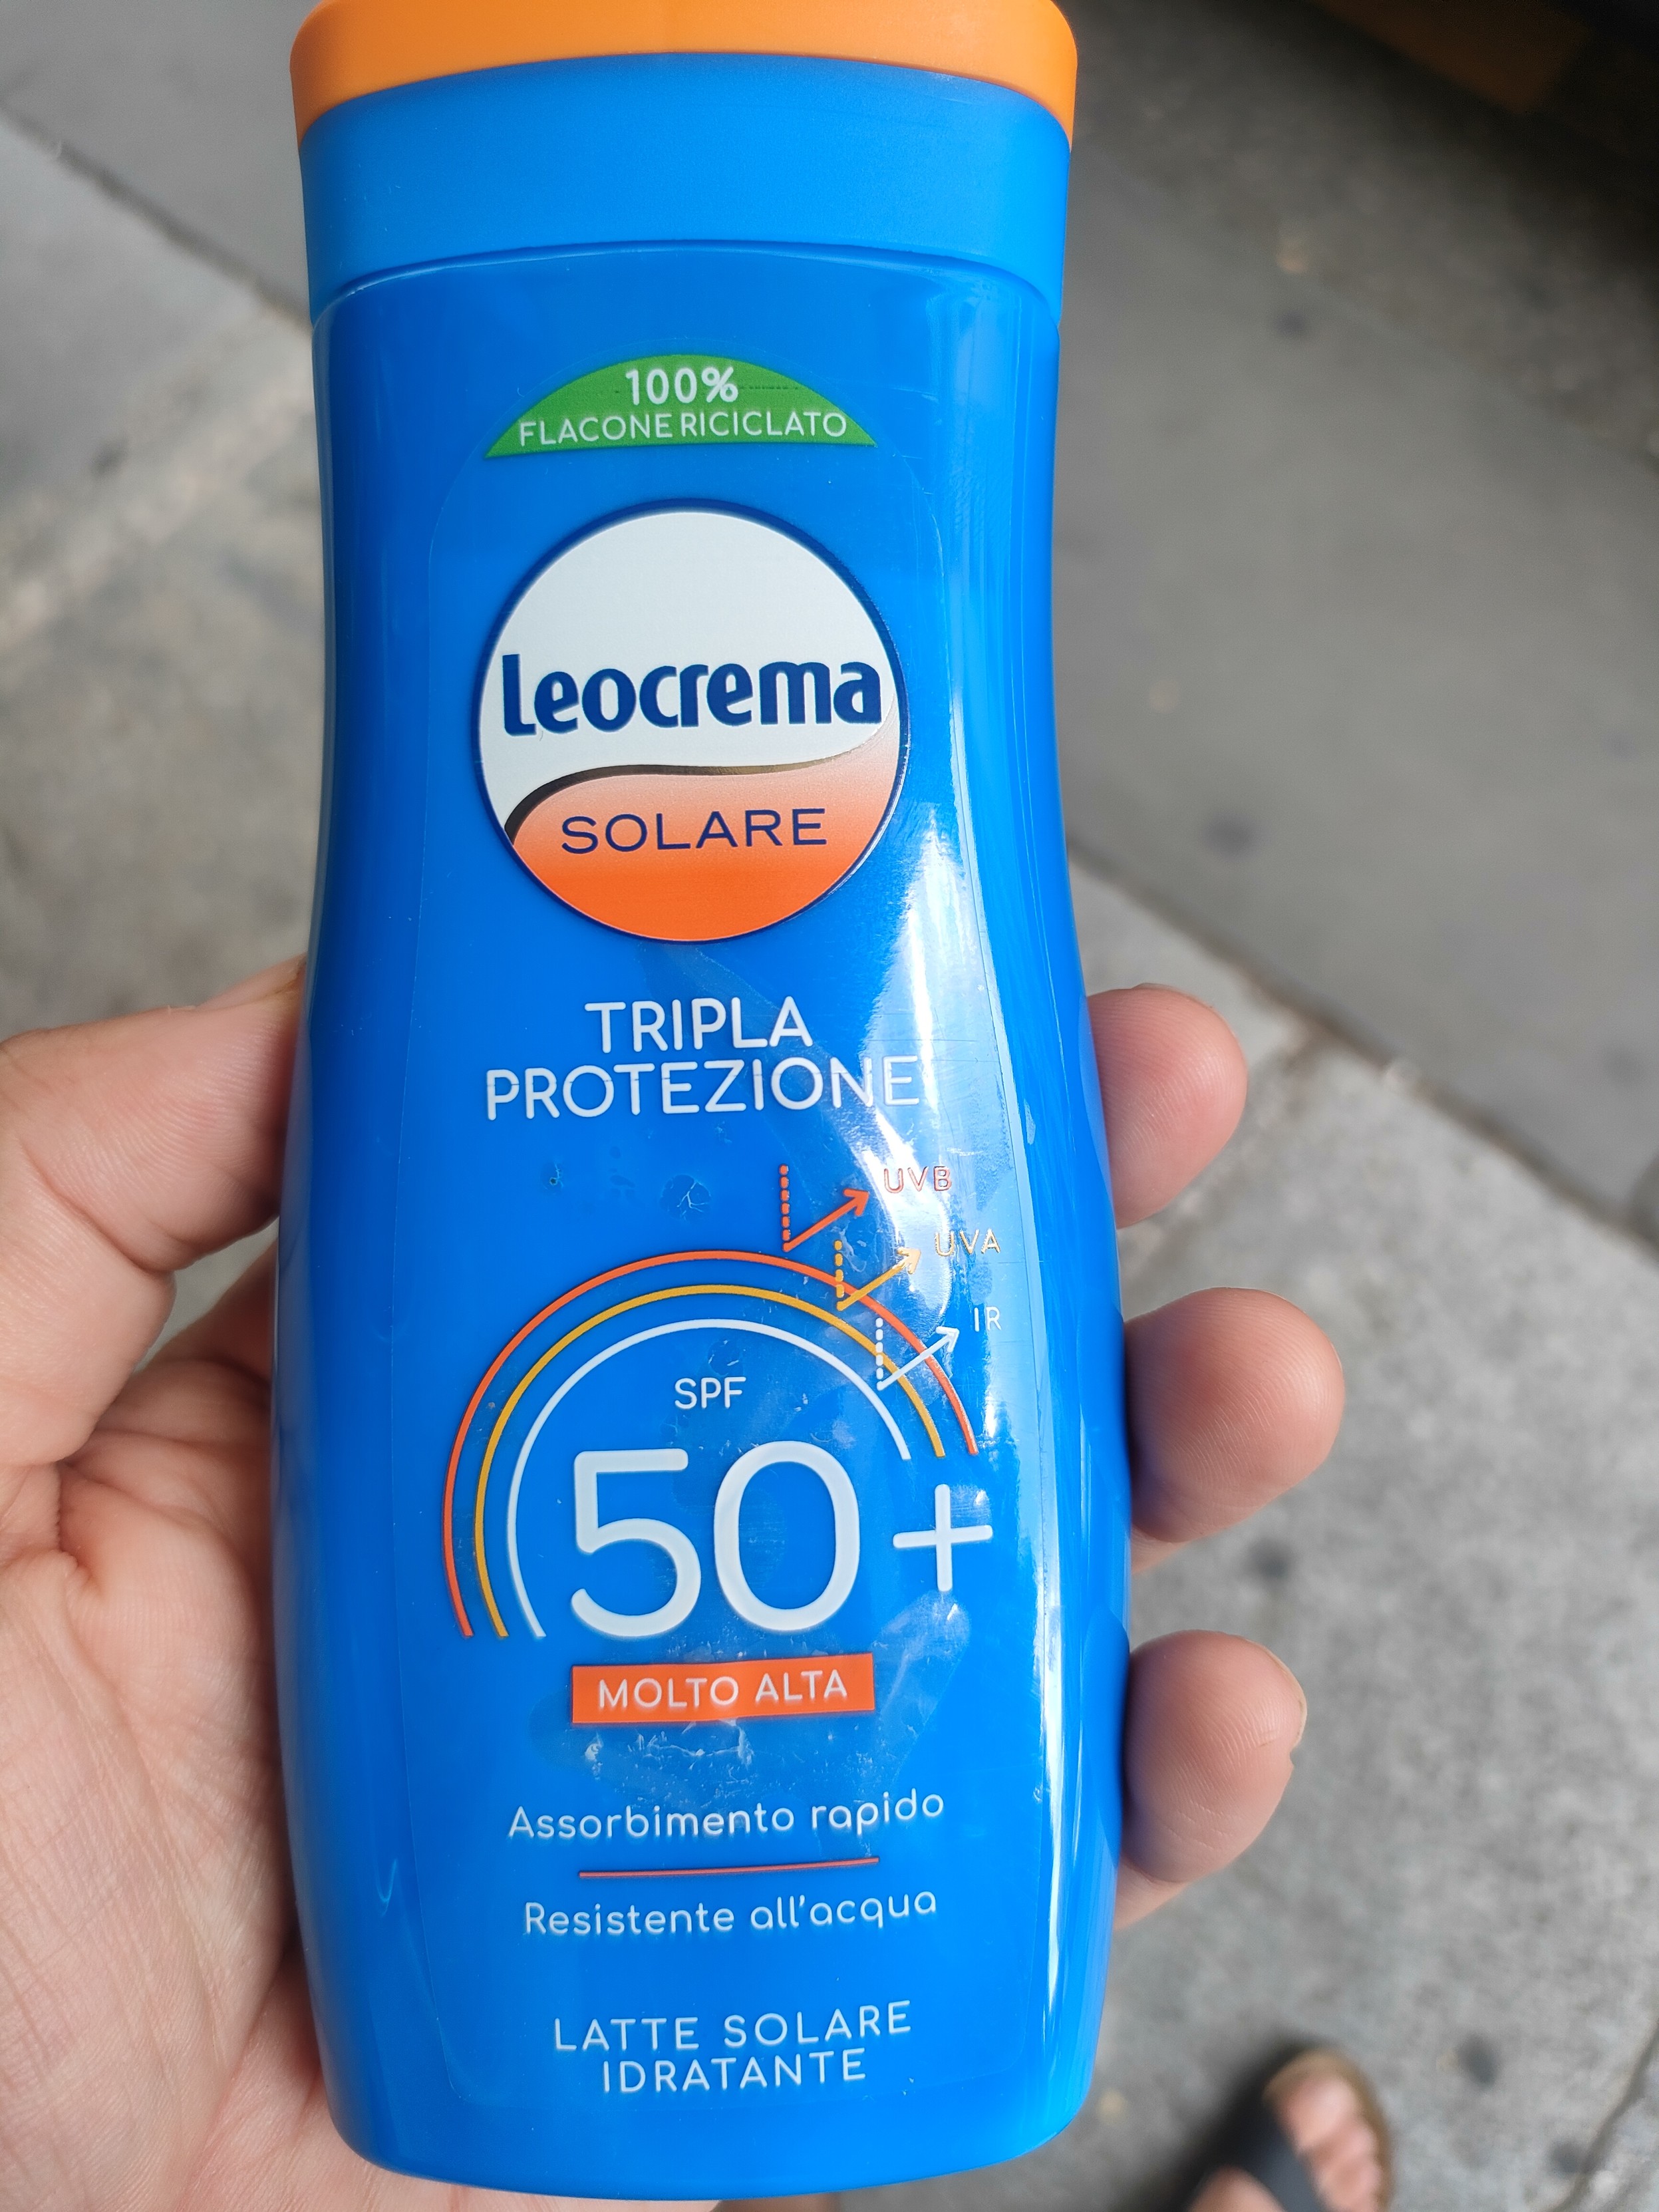 100%
FLACONE RICICLATO
Leocrema
SOLARE
TRIPLA
PROTEZIONE
UVB
UVA
IR
SPF
50+
MOLTO ALTA
Assorbimento rapido
Resistente all'acqua
LATTE SOLARE
IDRATANTE